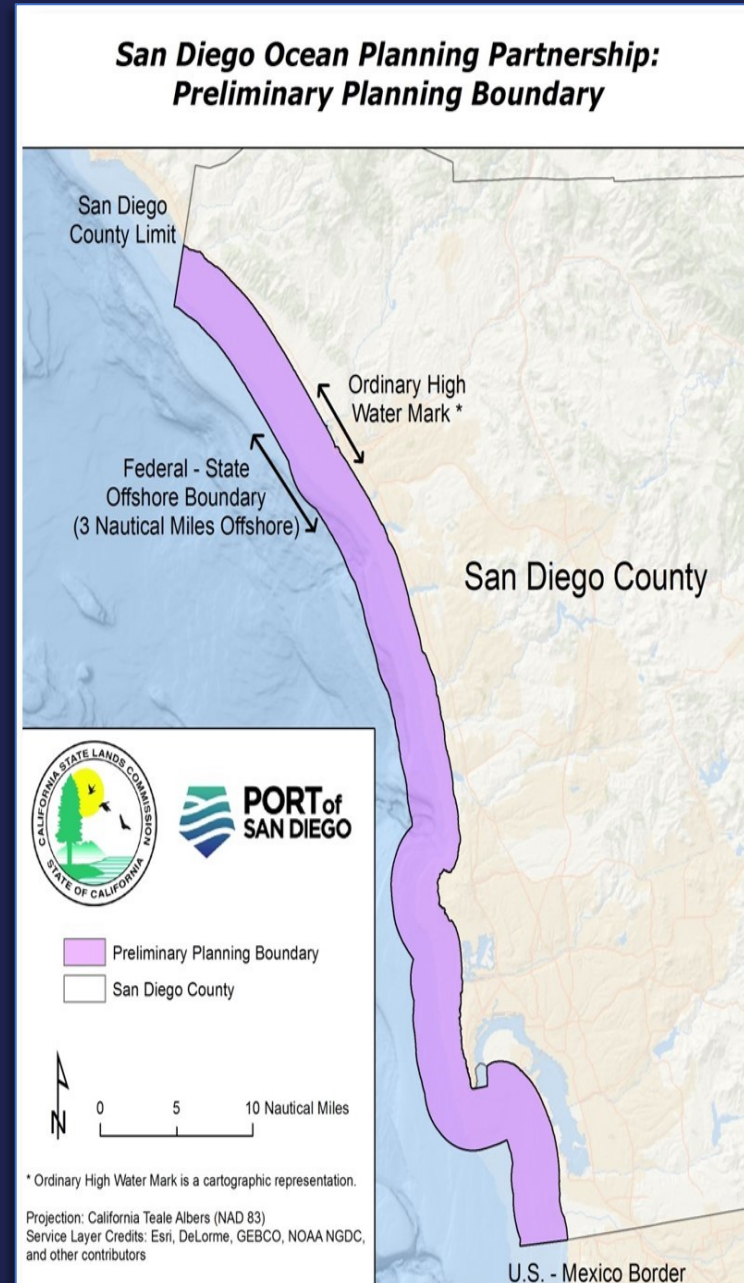 San Diego Ocean Planning Partnership:
Preliminary Planning Boundary
San Diego
County Limit
Ordinary High
Water Mark *
Federal - State
Offshore Boundary
(3 Nautical Miles Offshore)
San Diego County
CALIFORNIA STATE LANDS COMMISSION
STATE OF CALIFORNIA
PORT of
SAN DIEGO
Preliminary Planning Boundary
San Diego County
N
0 5 10 Nautical Miles
* Ordinary High Water Mark is a cartographic representation.
Projection: California Teale Albers (NAD 83)
Service Layer Credits: Esri, DeLorme, GEBCO, NOAA NGDC,
and other contributors
U.S. - Mexico Border